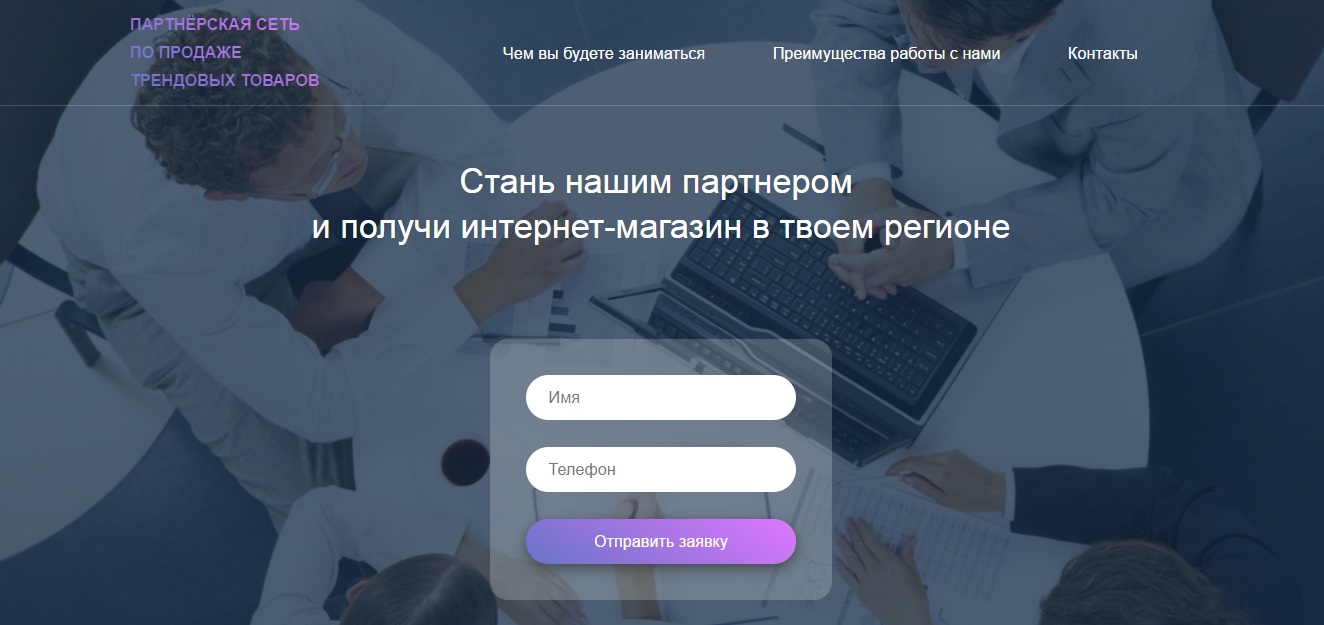 ПАРТНЁРСКАЯ СЕТЬ
ПО ПРОДАЖЕ
ТРЕНДОВЫХ ТОВАРОВ
Чем вы будете заниматься
Преимущества работы с нами
Контакты
Стань нашим партнером
и получи интернет-магазин в твоем регионе
Имя
Телефон
Отправить заявку